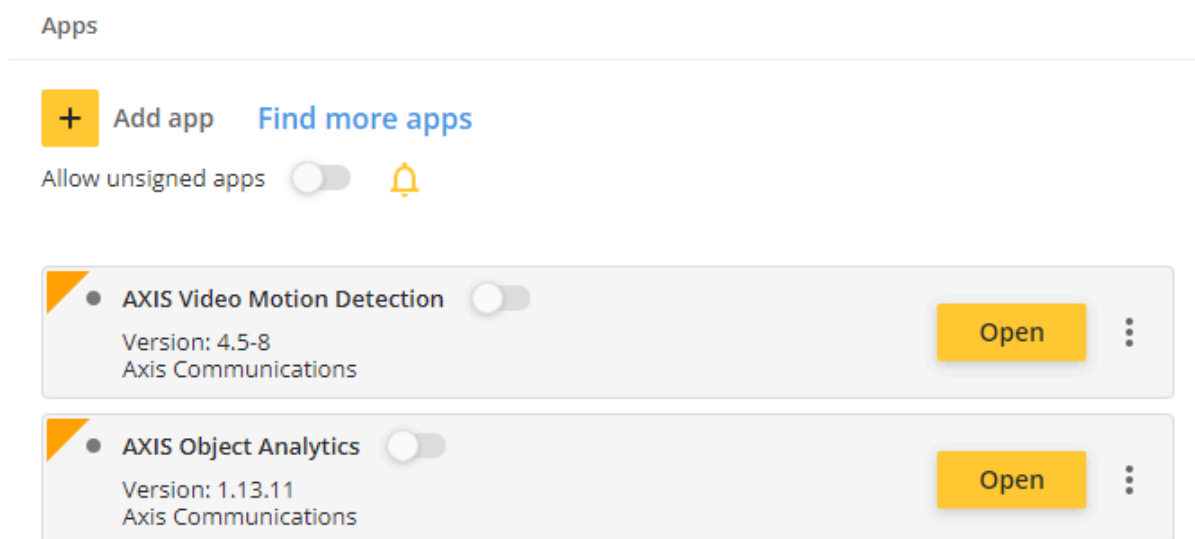 Apps
+ Add app Find more apps
Allow unsigned apps
AXIS Video Motion Detection
Version: 4.5-8
Axis Communications
Open
AXIS Object Analytics
Version: 1.13.11
Axis Communications
Open